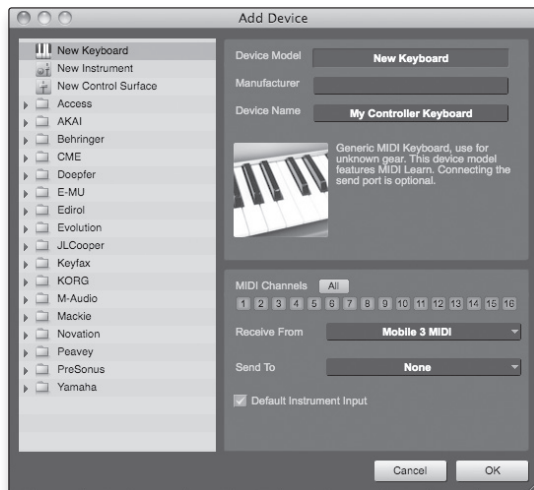 Add Device
New Keyboard
New Instrument
New Control Surface
Access
AKAI
Behringer
CME
Doepfer
E-MU
Edirol
Evolution
JLCooper
Keyfax
KORG
M-Audio
Mackie
Novation
Peavey
PreSonus
Yamaha
Device Model New Keyboard
Manufacturer
Device Name My Controller Keyboard
Generic MIDI Keyboard, use for
unknown gear. This device model
features MIDI Learn. Connecting the
send port is optional.
MIDI Channels All
1 2 3 4 5 6 7 8 9 10 11 12 13 14 15 16
Receive From Mobile 3 MIDI
Send To None
Default Instrument Input
Cancel OK